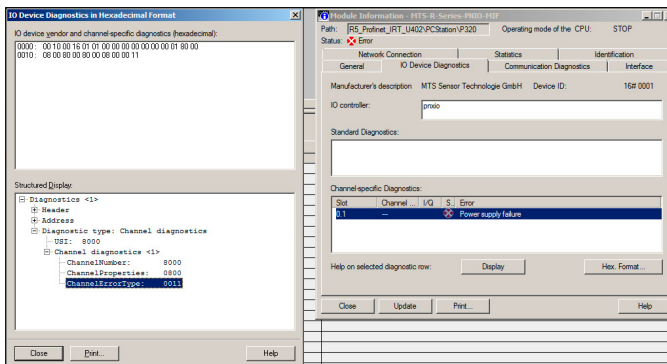 IO Device Diagnostics in Hexadecimal Format
IO device vendor and channel-specific diagnostics (hexadecimal):
0000 : 00 10 00 16 01 01 00 00 00 00 00 00 00 01 80 00
0010 : 08 00 80 00 80 00 08 00 00 11
Structured Display:
Diagnostics <1>
Header
Address
Diagnostic type: Channel diagnostics
USI: 8000
Channel diagnostics <1>
ChannelNumber: 8000
ChannelProperties: 0800
ChannelErrorType: 0011
Close Print... Help
Module Information - MTS-R-Series-PNIO-MIF
Path: R5_Profinet_IRT_U402\PCStation\P320 Operating mode of the CPU: STOP
Status: Error
Network Connection Statistics Identification
General IO Device Diagnostics Communication Diagnostics Interface
Manufacturer's description MTS Sensor Technologie GmbH Device ID: 16# 0001
IO controller: pnxio
Standard Diagnostics:
Channel-specific Diagnostics:
Slot Channel ... I/Q S.. Error
0.1 --- Power supply failure
Help on selected diagnostic row: Display Hex. Format...
Close Update Print... Help